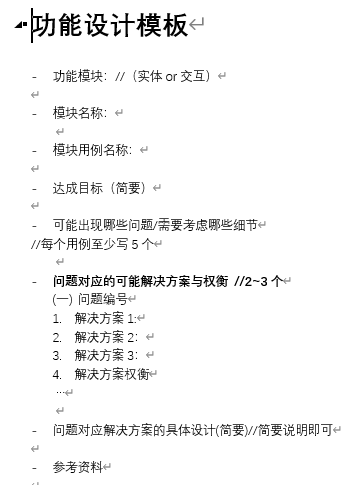 功能设计模板
- 功能模块：//（实体 or 交互）
- 模块名称：
- 模块用例名称：
- 达成目标（简要）
- 可能出现哪些问题/需要考虑哪些细节
//每个用例至少写 5 个
- 问题对应的可能解决方案与权衡 //2~3 个
(一) 问题编号
1. 解决方案 1:
2. 解决方案 2：
3. 解决方案 3：
4. 解决方案权衡
…
- 问题对应解决方案的具体设计(简要)//简要说明即可
- 参考资料